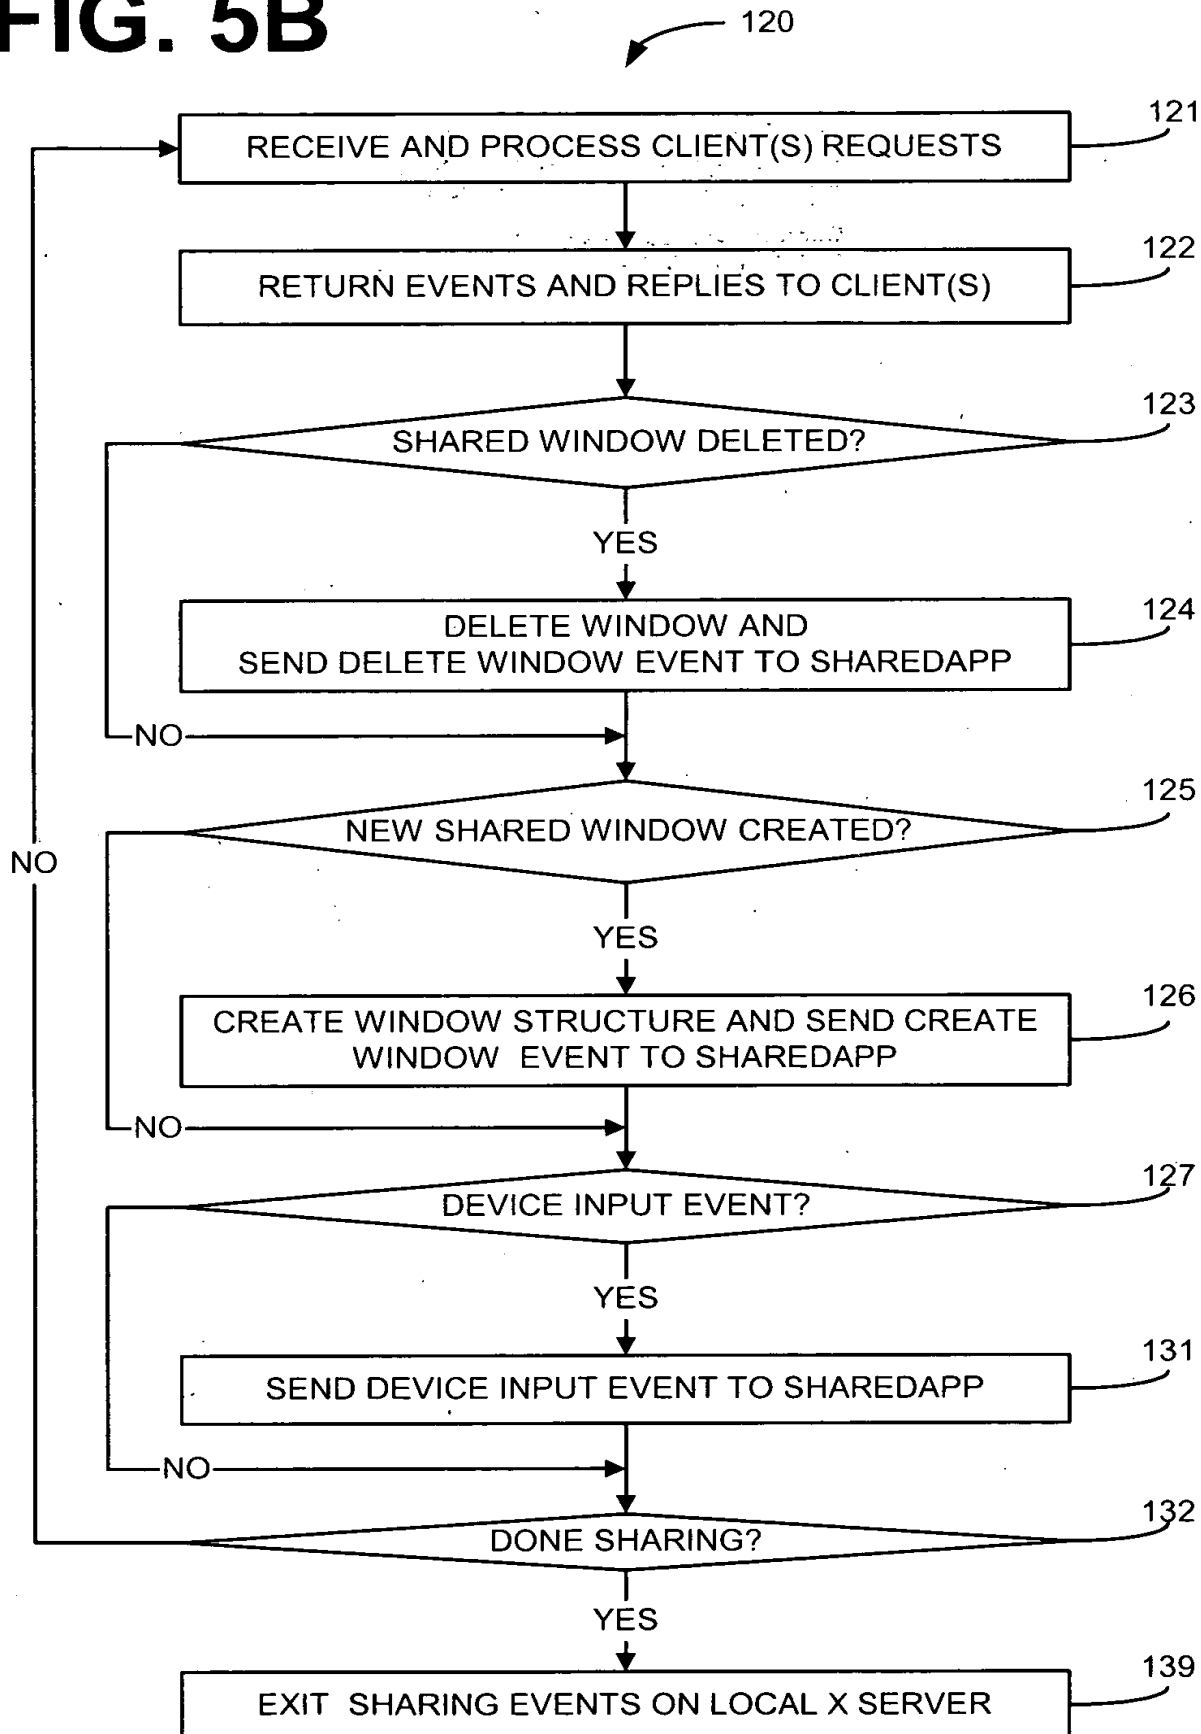 FIG. 5B
120
121
RECEIVE AND PROCESS CLIENT(S) REQUESTS
122
RETURN EVENTS AND REPLIES TO CLIENT(S)
123
SHARED WINDOW DELETED?
YES
124
DELETE WINDOW AND
SEND DELETE WINDOW EVENT TO SHAREDAPP
NO
125
NEW SHARED WINDOW CREATED?
NO
YES
126
CREATE WINDOW STRUCTURE AND SEND CREATE
WINDOW EVENT TO SHAREDAPP
NO
127
DEVICE INPUT EVENT?
YES
131
SEND DEVICE INPUT EVENT TO SHAREDAPP
NO
132
DONE SHARING?
YES
139
EXIT SHARING EVENTS ON LOCAL X SERVER